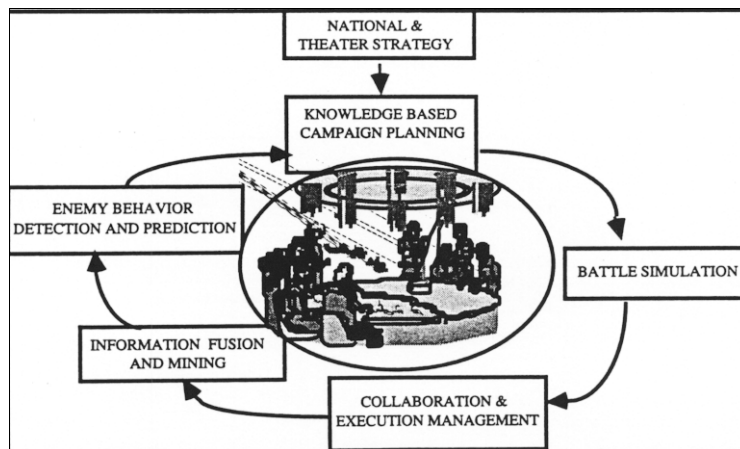 NATIONAL &
THEATER STRATEGY
KNOWLEDGE BASED
CAMPAIGN PLANNING
ENEMY BEHAVIOR
DETECTION AND PREDICTION
BATTLE SIMULATION
INFORMATION FUSION
AND MINING
COLLABORATION &
EXECUTION MANAGEMENT